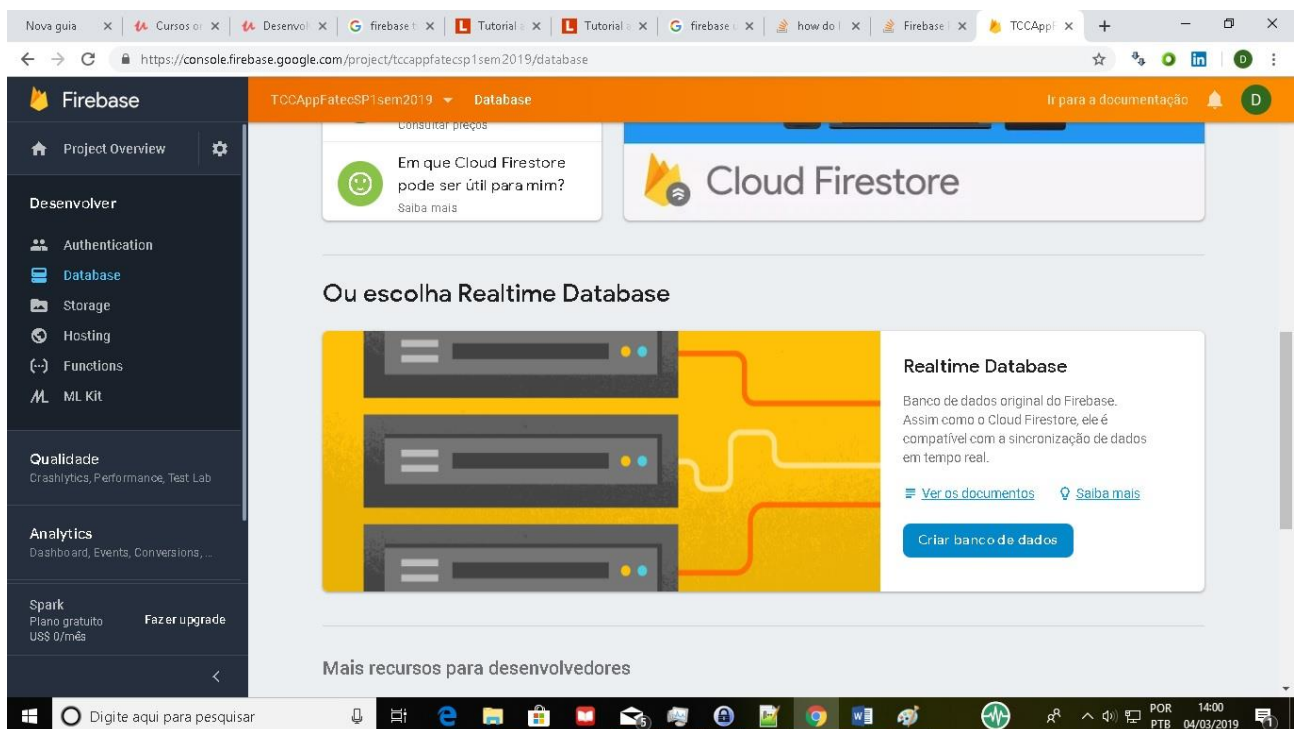 Nova guia
Cursos or
Desenvol
firebase t
Tutorial a
Tutorial a
firebase
how do I
Firebase
TCCAppF
https://console.firebase.google.com/project/tccappfatecsp1sem2019/database
D
Firebase
TCCAppFatecSP1sem2019
Database
Ir para a documentação
D
Project Overview
Desenvolver
Authentication
Database
Storage
Hosting
Functions
ML Kit
Qualidade
Crashlytics, Performance, Test Lab
Analytics
Dashboard, Events, Conversions, ...
Spark
Plano gratuito
US$ 0/mês
Fazer upgrade
Consultar preços
Em que Cloud Firestore
pode ser útil para mim?
Saiba mais
Cloud Firestore
Ou escolha Realtime Database
Realtime Database
Banco de dados original do Firebase.
Assim como o Cloud Firestore, ele é
compatível com a sincronização de dados
em tempo real.
Ver os documentos
Saiba mais
Criar banco de dados
Mais recursos para desenvolvedores
Digite aqui para pesquisar
POR
PTB
14:00
04/03/2019